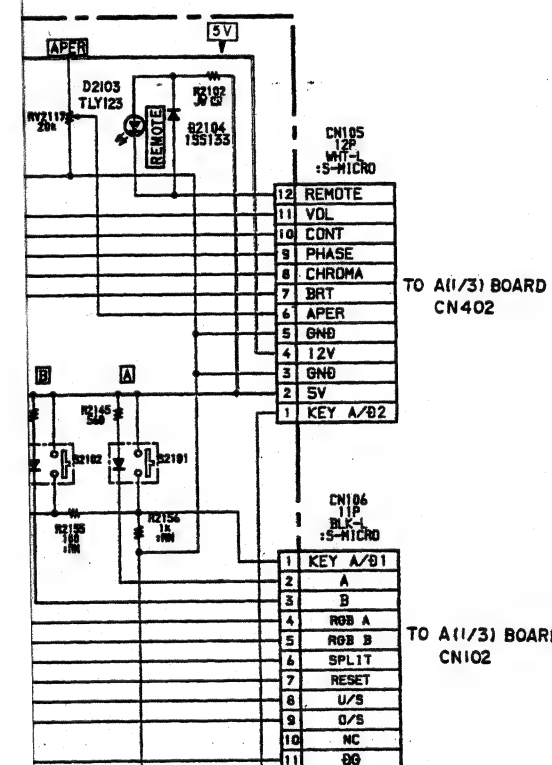 5V
APER
D2103
TLY123
R2102
RV2117
20k
REMOTE
D2104
1SS133
CN105
12P
WHT-L
:S-MICRO
12 REMOTE
11 VOL
10 CONT
9 PHASE
8 CHROMA
7 BRT
6 APER
5 GND
4 12V
3 GND
2 5V
1 KEY A/D2
TO A(1/3) BOARD
CN402
B
A
R2145
560
S2102
S2101
R2155
100
:RN
R2156
1k
:RN
CN106
11P
BLK-L
:S-MICRO
1 KEY A/D1
2 A
3 B
4 RGB A
5 RGB B
6 SPLIT
7 RESET
8 U/S
9 O/S
10 NC
11
TO A(1/3) BOARD
CN102